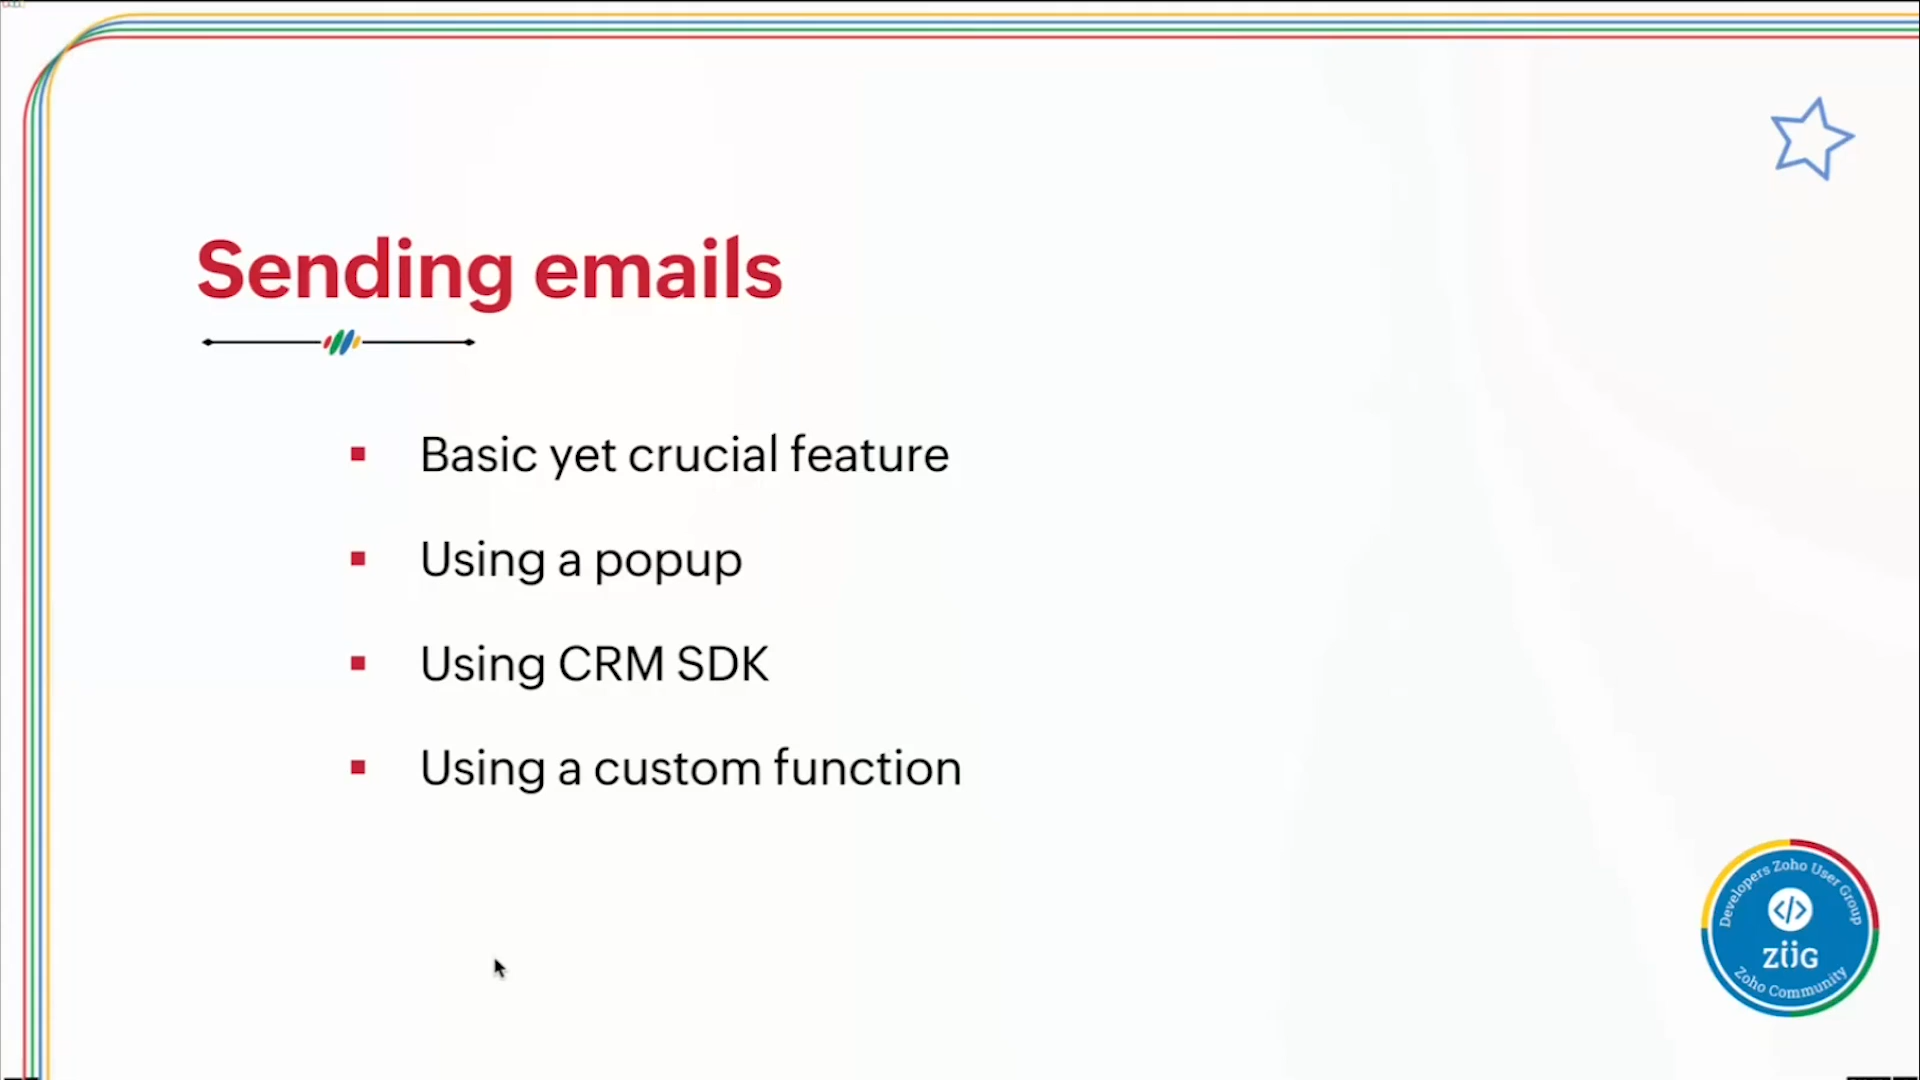 Sending emails
Basic yet crucial feature
Using a popup
Using CRM SDK
Using a custom function
Developers Zoho User Group
</>
ZÜG
Zoho Community